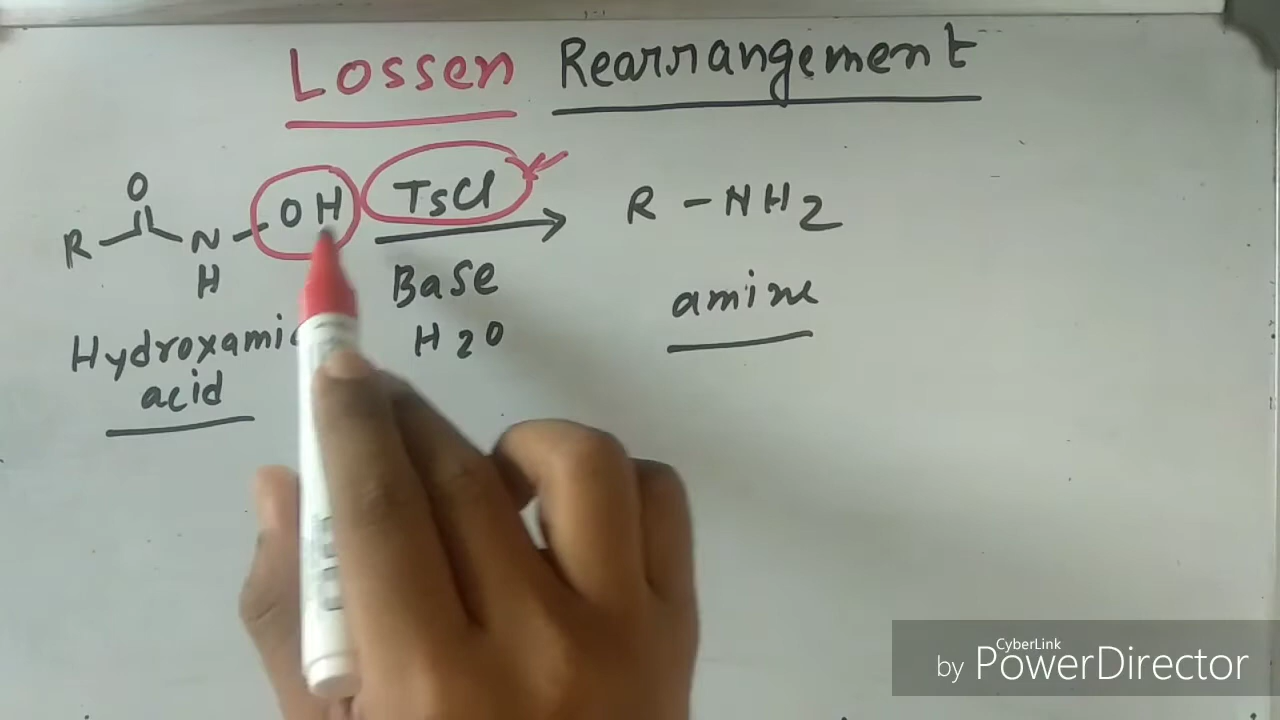 Lossen Rearrangement
O
R N OH TsCl R-NH2
H Base
H2O
Hydroxami
acid
amine
CyberLink
by PowerDirector